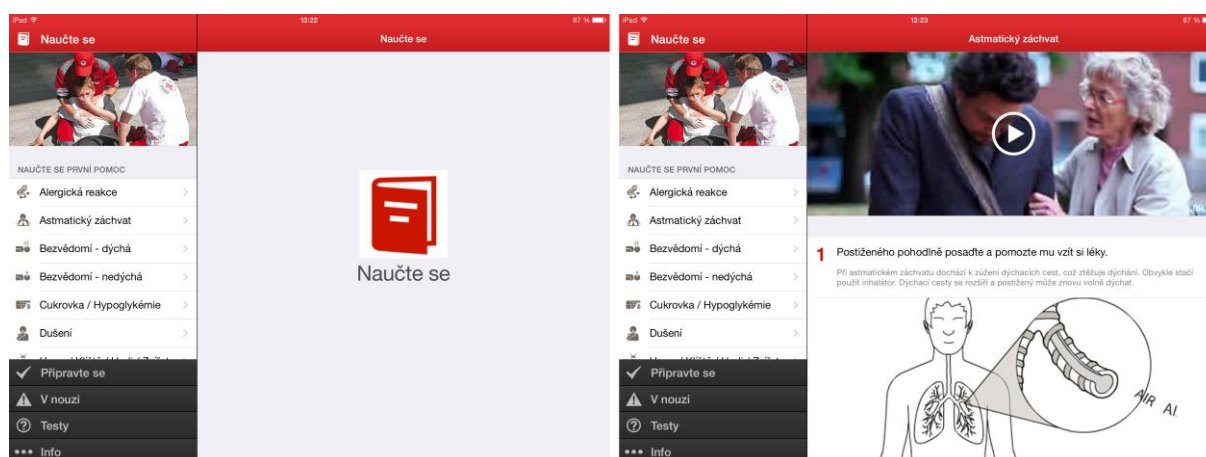 iPad 13:22 87 %
Naučte se
Naučte se
NAUČTE SE PRVNÍ POMOC
Alergická reakce
Astmatický záchvat
Bezvědomí - dýchá
Bezvědomí - nedýchá
Cukrovka / Hypoglykémie
Dušení
Připravte se
V nouzi
Testy
Info
Naučte se
iPad 13:23 87 %
Naučte se
Astmatický záchvat
NAUČTE SE PRVNÍ POMOC
Alergická reakce
Astmatický záchvat
Bezvědomí - dýchá
Bezvědomí - nedýchá
Cukrovka / Hypoglykémie
Dušení
Připravte se
V nouzi
Testy
Info
1 Postiženého pohodlně posaďte a pomozte mu vzít si léky.
Při astmatickém záchvatu dochází k zúžení dýchacích cest, což ztěžuje dýchání. Obvykle stačí
použít inhalátor. Dýchací cesty se rozšíří a postižený může znovu volně dýchat.
AIR AI